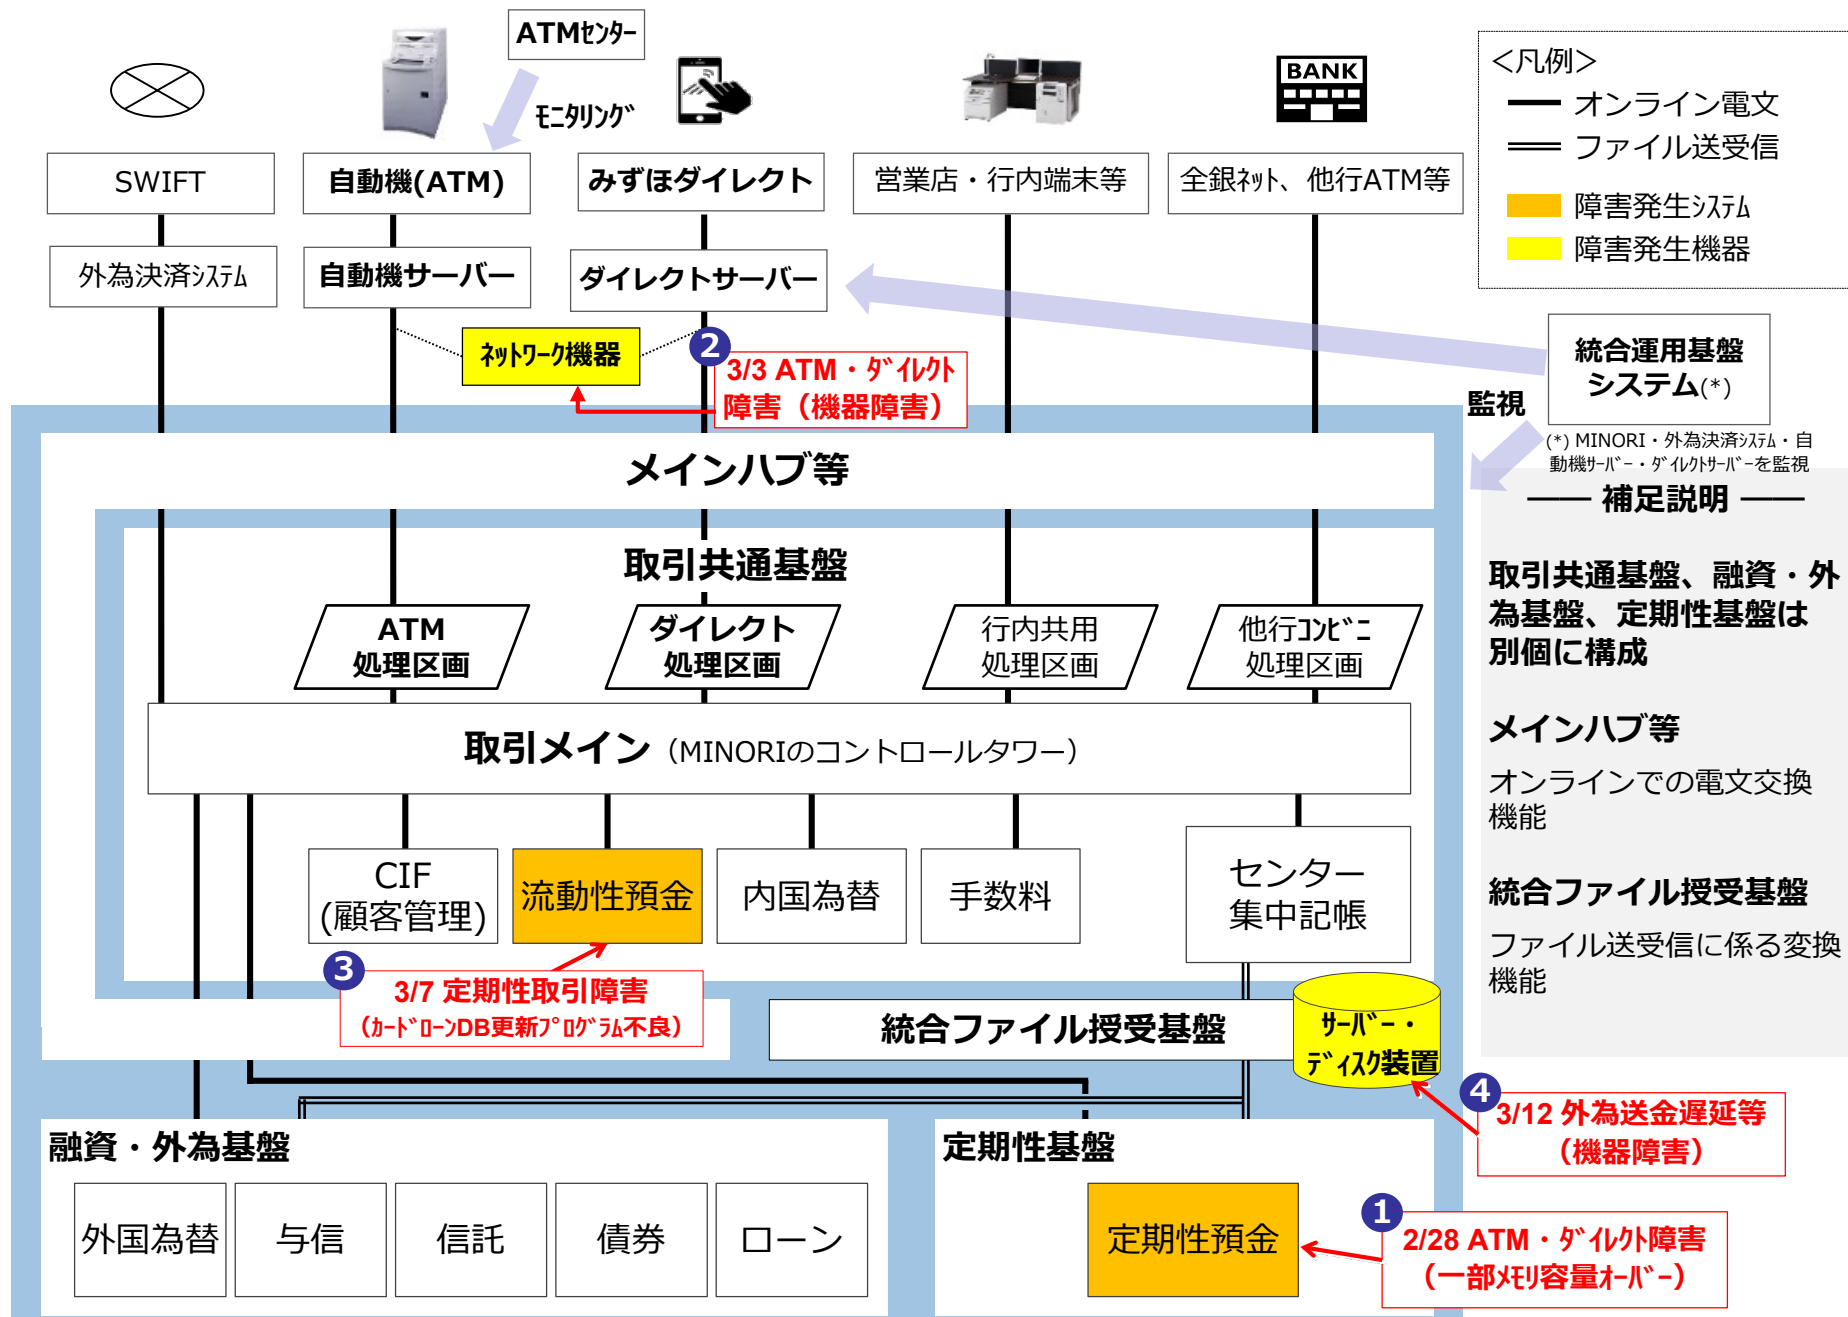 ATMｾﾝﾀｰ
ﾓﾆﾀﾘﾝｸﾞ
BANK
SWIFT
自動機(ATM)
みずほダイレクト
営業店・行内端末等
全銀ﾈｯﾄ、他行ATM等
外為決済ｼｽﾃﾑ
自動機サーバー
ダイレクトサーバー
＜凡例＞
オンライン電文
ファイル送受信
障害発生ｼｽﾃﾑ
障害発生機器
ﾈｯﾄﾜｰｸ機器
2
3/3 ATM・ﾀﾞｲﾚｸﾄ
障害（機器障害）
統合運用基盤
システム(*)
監視
(*) MINORI・外為決済ｼｽﾃﾑ・自
動機ｻｰﾊﾞｰ・ﾀﾞｲﾚｸﾄｻｰﾊﾞｰを監視
メインハブ等
取引共通基盤
ATM
処理区画
ダイレクト
処理区画
行内共用
処理区画
他行ｺﾝﾋﾞﾆ
処理区画
取引メイン（MINORIのコントロールタワー）
CIF
(顧客管理)
流動性預金
内国為替
手数料
センター
集中記帳
3
3/7 定期性取引障害
（ｶｰﾄﾞﾛｰﾝDB更新ﾌﾟﾛｸﾞﾗﾑ不良）
統合ファイル授受基盤
ｻｰﾊﾞｰ・
ﾃﾞｨｽｸ装置
4
3/12 外為送金遅延等
（機器障害）
融資・外為基盤
外国為替
与信
信託
債券
ローン
定期性基盤
定期性預金
1
2/28 ATM・ﾀﾞｲﾚｸﾄ障害
（一部ﾒﾓﾘ容量ｵｰﾊﾞｰ）
―― 補足説明 ――
取引共通基盤、融資・外
為基盤、定期性基盤は
別個に構成
メインハブ等
オンラインでの電文交換
機能
統合ファイル授受基盤
ファイル送受信に係る変換
機能